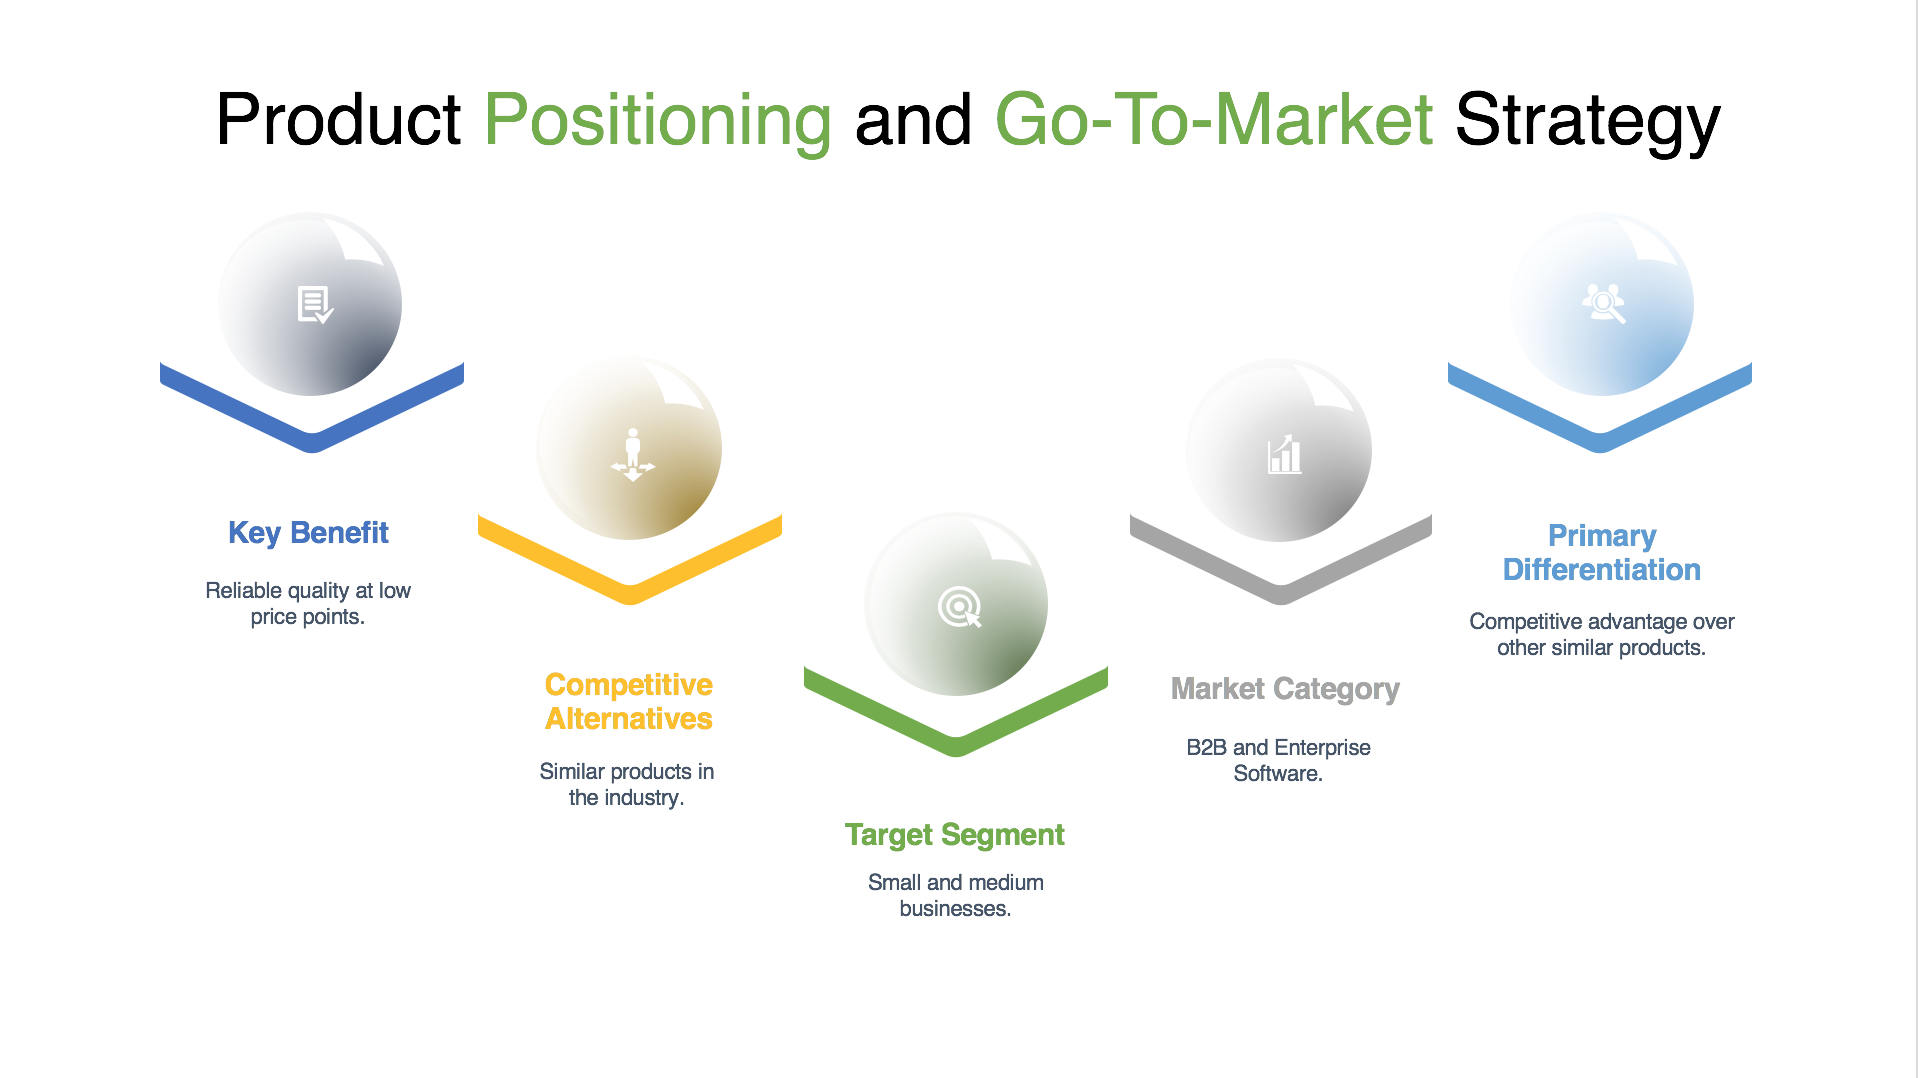 Product Positioning and Go-To-Market Strategy
Key Benefit
Reliable quality at low
price points.
Competitive
Alternatives
Similar products in
the industry.
Target Segment
Small and medium
businesses.
Market Category
B2B and Enterprise
Software.
Primary
Differentiation
Competitive advantage over
other similar products.